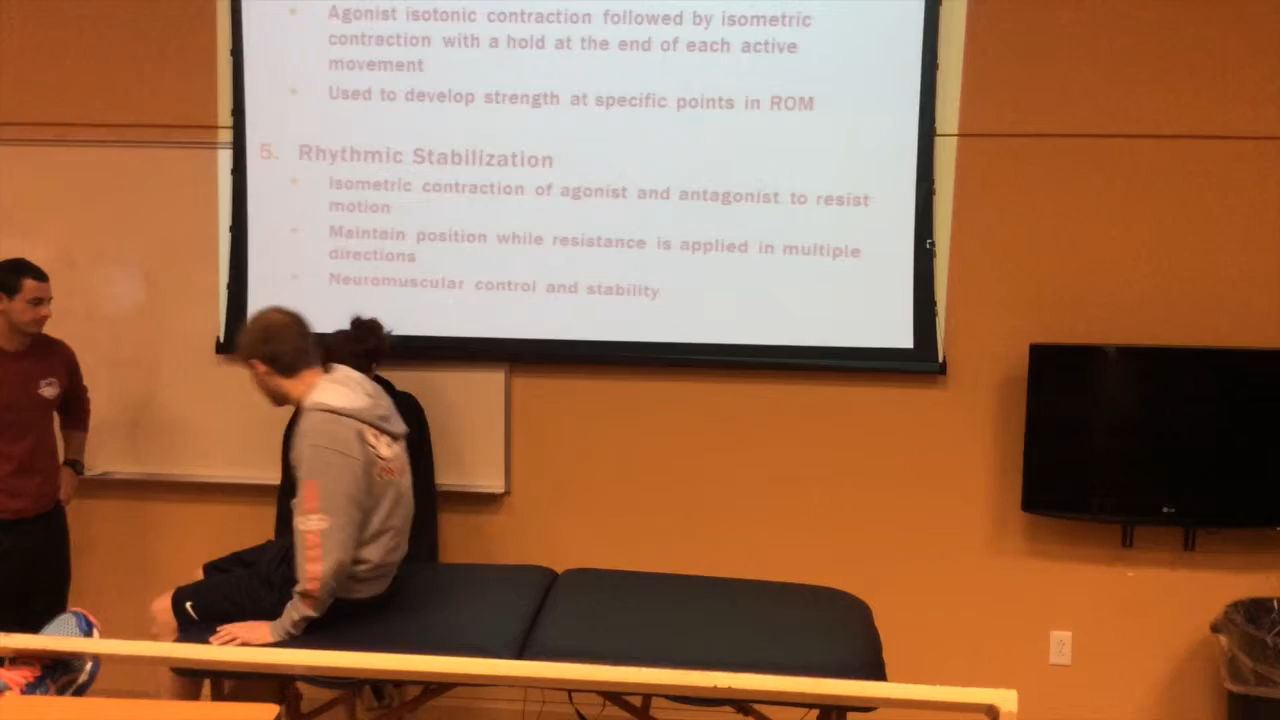 Agonist isotonic contraction followed by isometric
contraction with a hold at the end of each active
movement
Used to develop strength at specific points in ROM
5. Rhythmic Stabilization
Isometric contraction of agonist and antagonist to resist
motion
Maintain position while resistance is applied in multiple
directions
Neuromuscular control and stability
LG